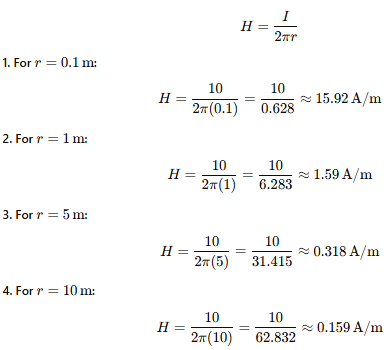 H = I / 2πr
1. For r = 0.1 m:
H = 10 / 2π(0.1) = 10 / 0.628 ≈ 15.92 A/m
2. For r = 1 m:
H = 10 / 2π(1) = 10 / 6.283 ≈ 1.59 A/m
3. For r = 5 m:
H = 10 / 2π(5) = 10 / 31.415 ≈ 0.318 A/m
4. For r = 10 m:
H = 10 / 2π(10) = 10 / 62.832 ≈ 0.159 A/m